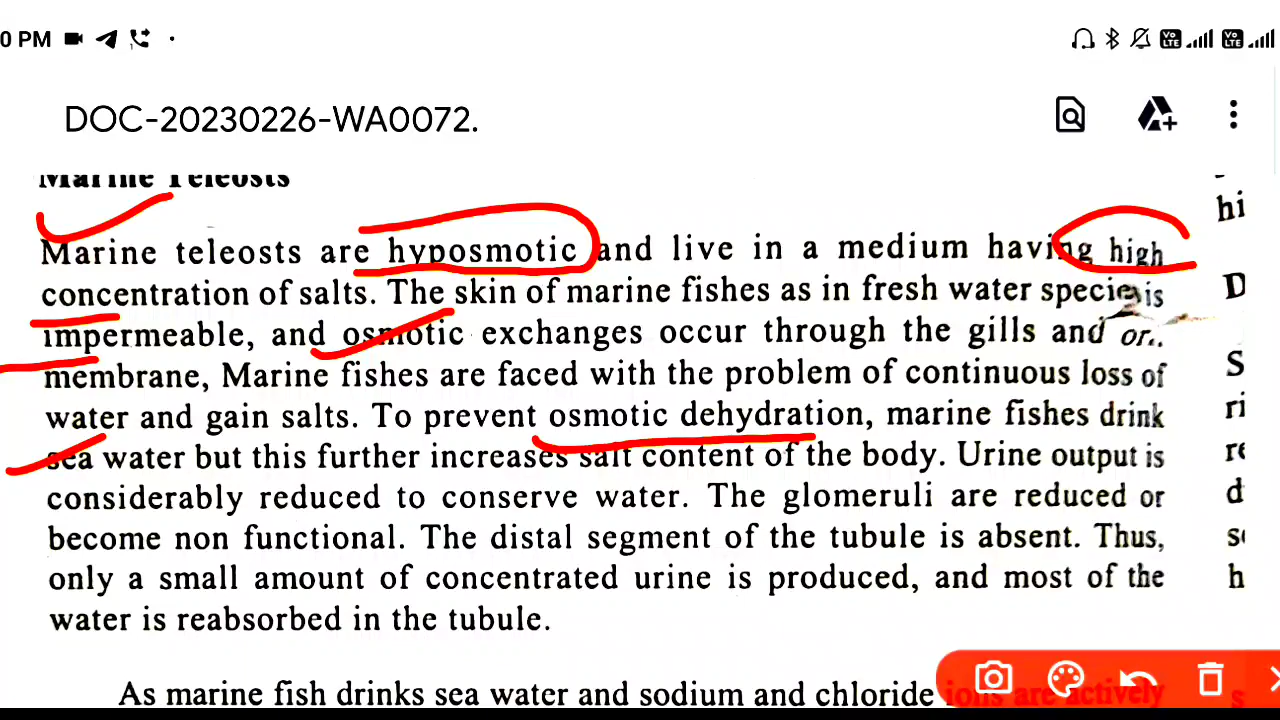 0 PM
DOC-20230226-WA0072.
Marine Teleosts
Marine teleosts are hyposmotic and live in a medium having high
concentration of salts. The skin of marine fishes as in fresh water species is
impermeable, and osmotic exchanges occur through the gills and
membrane, Marine fishes are faced with the problem of continuous loss of
water and gain salts. To prevent osmotic dehydration, marine fishes drink
sea water but this further increases salt content of the body. Urine output is
considerably reduced to conserve water. The glomeruli are reduced or
become non functional. The distal segment of the tubule is absent. Thus,
only a small amount of concentrated urine is produced, and most of the
water is reabsorbed in the tubule.
As marine fish drinks sea water and sodium and chloride ions are actively
hi
D
S
ri
re
d
h